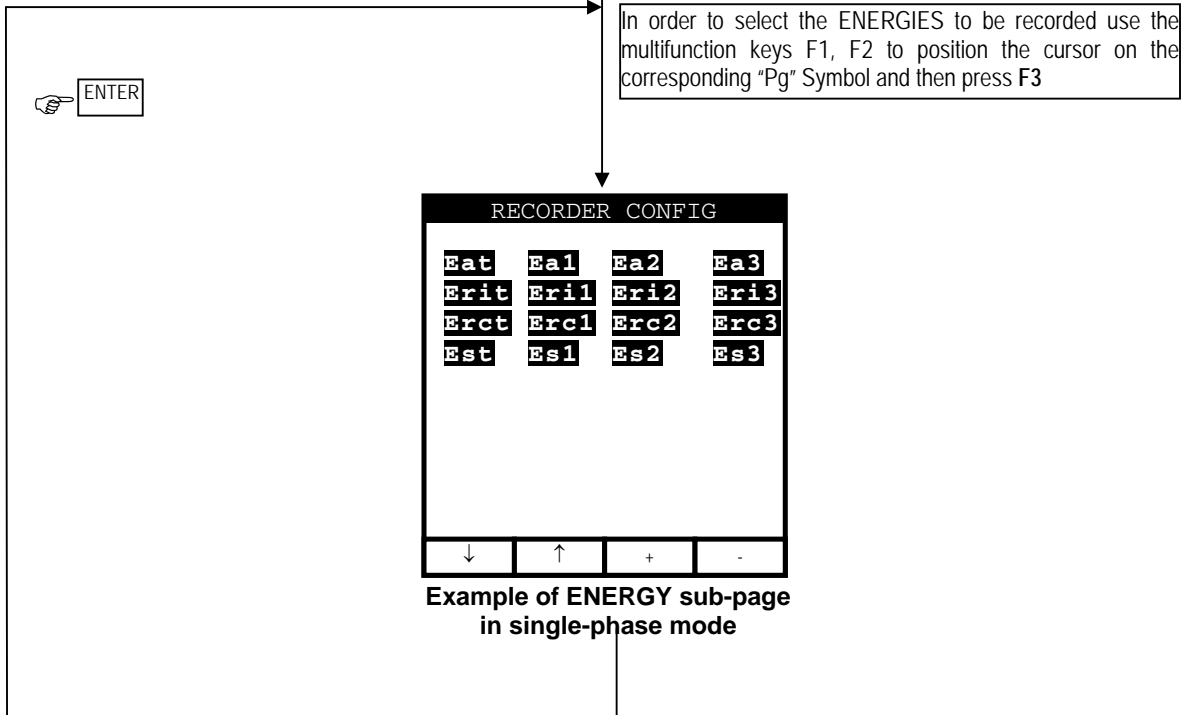 In order to select the ENERGIES to be recorded use the
multifunction keys F1, F2 to position the cursor on the
corresponding “Pg” Symbol and then press F3
ENTER
RECORDER CONFIG
Eat Ea1 Ea2 Ea3
Erit Eri1 Eri2 Eri3
Erct Erc1 Erc2 Erc3
Est Es1 Es2 Es3
↓ ↑ + -
Example of ENERGY sub-page
in single-phase mode